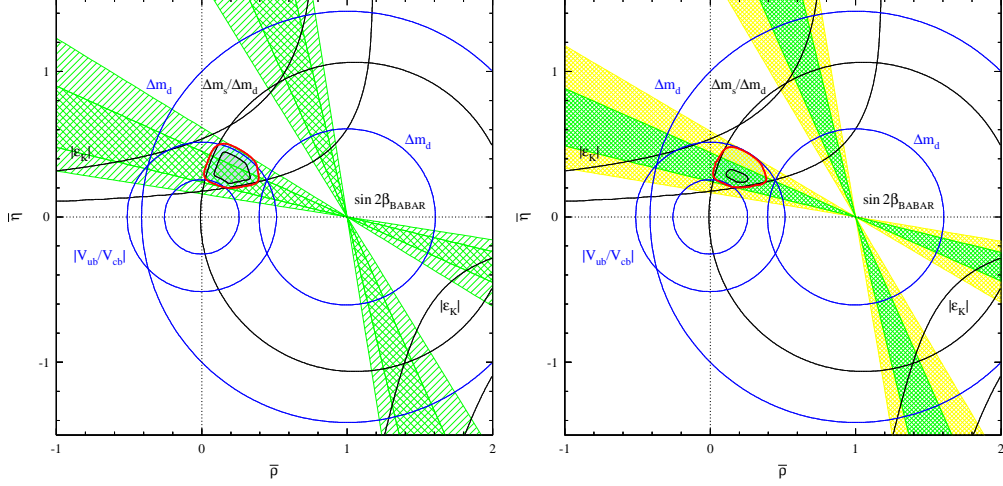 1
0
-1
-1
0
1
2
η̅
ρ̅
Δm_d
Δm_s/Δm_d
Δm_d
|ε_K|
sin 2β_BABAR
|V_ub/V_cb|
|ε_K|
1
0
-1
-1
0
1
2
η̅
ρ̅
Δm_d
Δm_s/Δm_d
Δm_d
|ε_K|
sin 2β_BABAR
|V_ub/V_cb|
|ε_K|